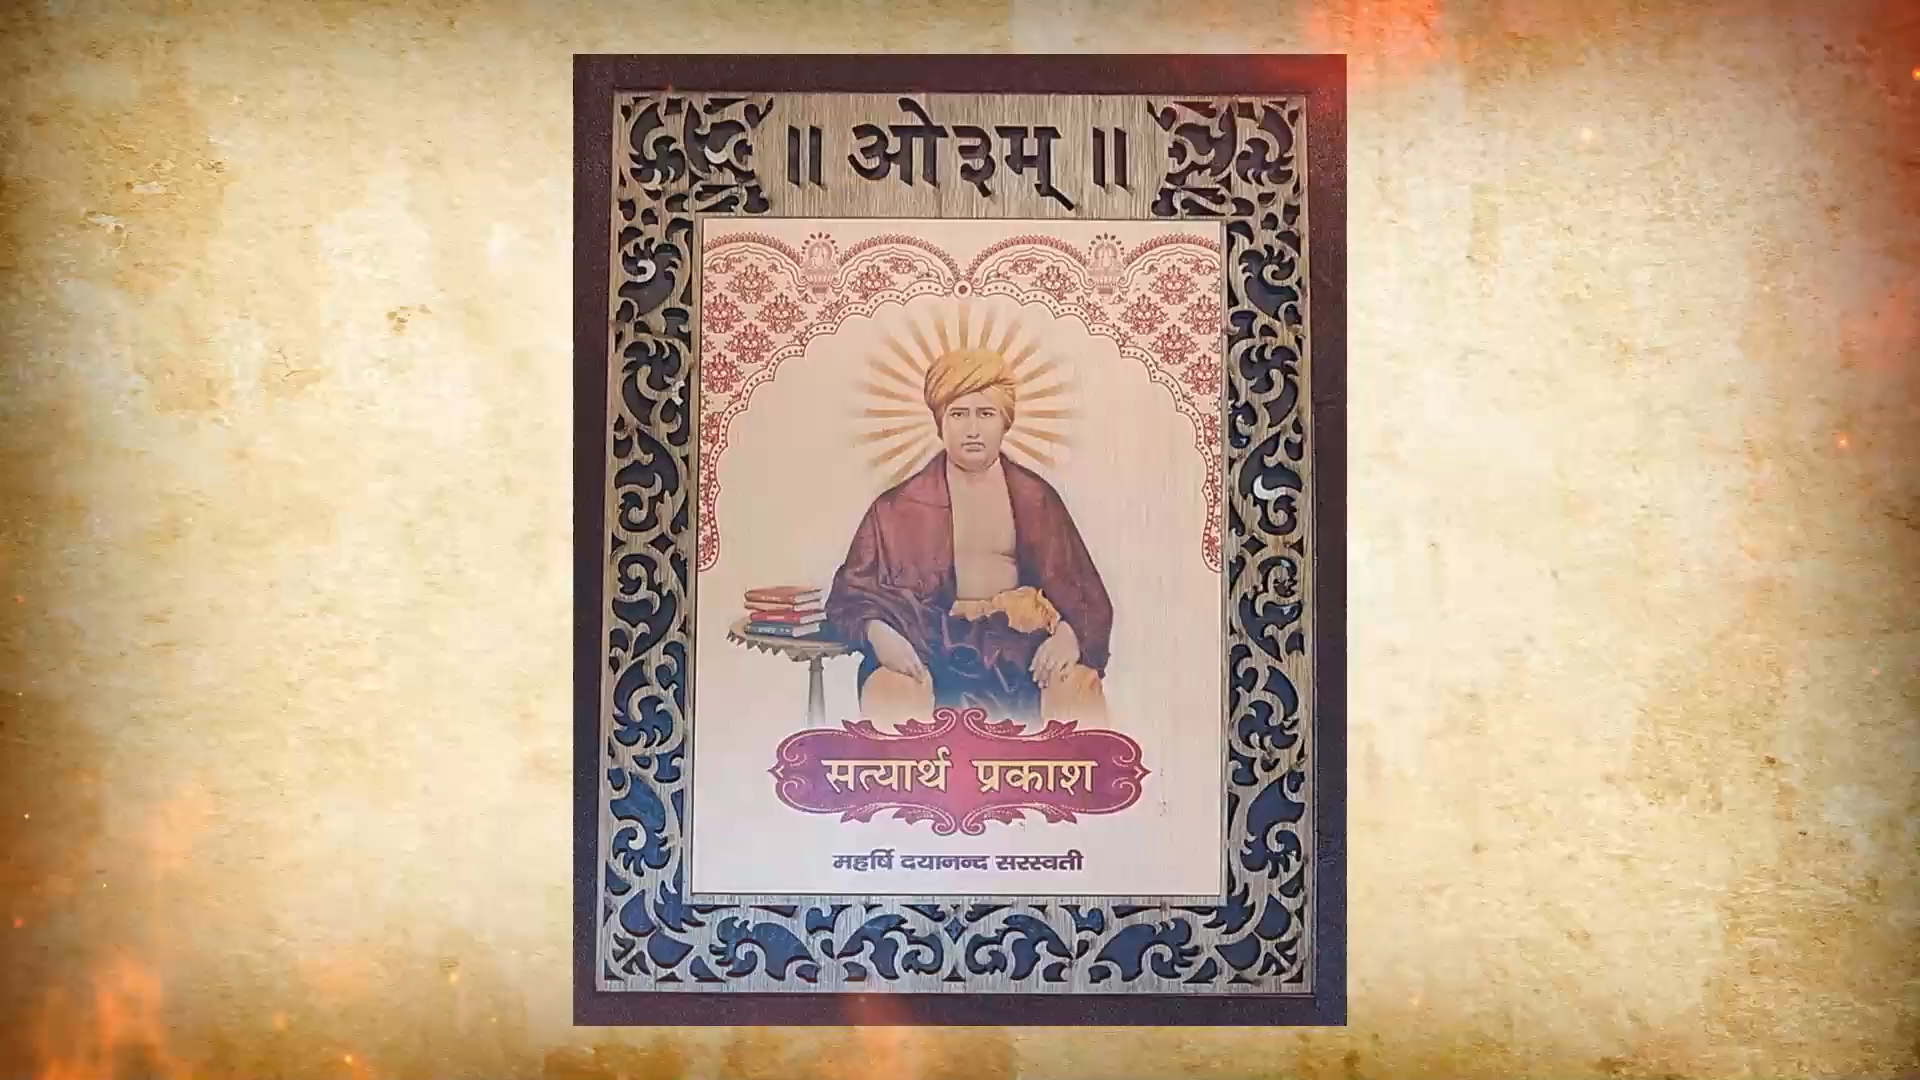 ॥ ओ३म् ॥
सत्यार्थ प्रकाश
महर्षि दयानन्द सरस्वती